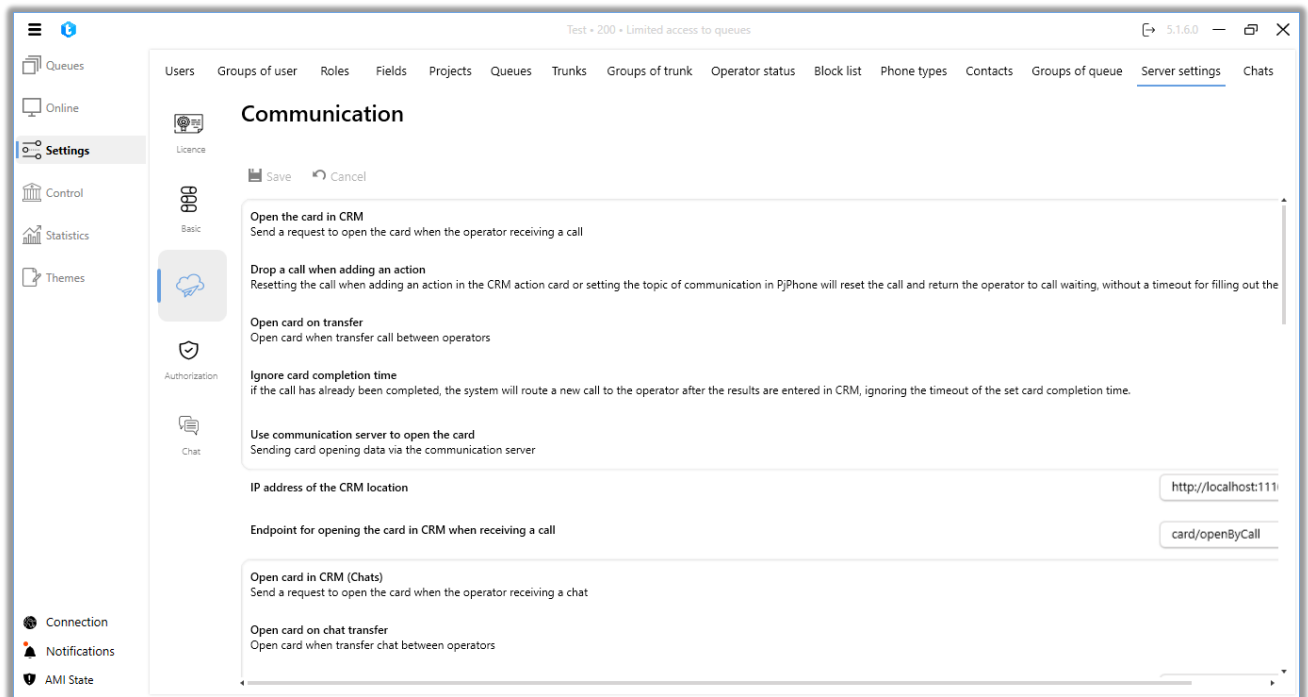 Test • 200 • Limited access to queues
5.1.6.0
Queues
Online
Settings
Control
Statistics
Themes
Connection
Notifications
AMI State
Users Groups of user Roles Fields Projects Queues Trunks Groups of trunk Operator status Block list Phone types Contacts Groups of queue Server settings Chats
Licence
Basic
Authorization
Chat
Communication
Save Cancel
Open the card in CRM
Send a request to open the card when the operator receiving a call
Drop a call when adding an action
Resetting the call when adding an action in the CRM action card or setting the topic of communication in PjPhone will reset the call and return the operator to call waiting, without a timeout for filling out the
Open card on transfer
Open card when transfer call between operators
Ignore card completion time
if the call has already been completed, the system will route a new call to the operator after the results are entered in CRM, ignoring the timeout of the set card completion time.
Use communication server to open the card
Sending card opening data via the communication server
IP address of the CRM location http://localhost:111
Endpoint for opening the card in CRM when receiving a call card/openByCall
Open card in CRM (Chats)
Send a request to open the card when the operator receiving a chat
Open card on chat transfer
Open card when transfer chat between operators